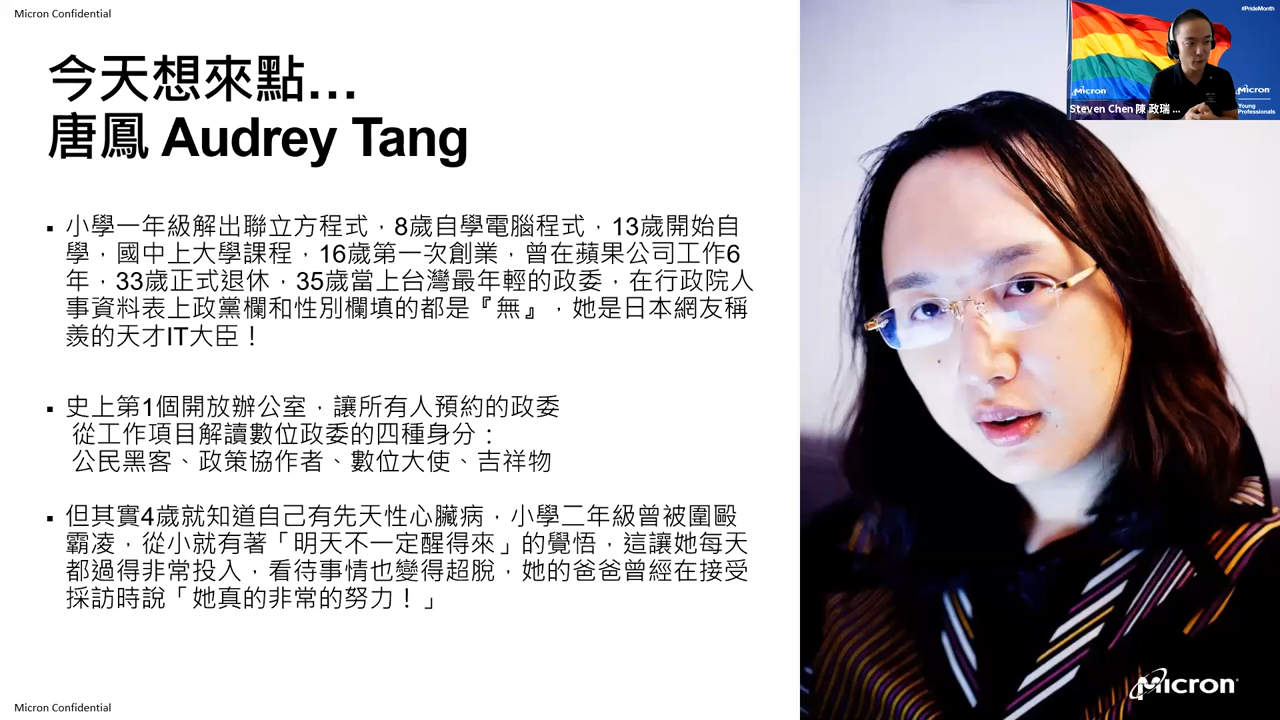 Micron Confidential
今天想來點...
唐鳳 Audrey Tang
▪ 小學一年級解出聯立方程式，8歲自學電腦程式，13歲開始自
學，國中上大學課程，16歲第一次創業，曾在蘋果公司工作6
年，33歲正式退休，35歲當上台灣最年輕的政委，在行政院人
事資料表上政黨欄和性別欄填的都是『無』，她是日本網友稱
羨的天才IT大臣！
▪ 史上第1個開放辦公室，讓所有人預約的政委
從工作項目解讀數位政委的四種身分：
公民黑客、政策協作者、數位大使、吉祥物
▪ 但其實4歲就知道自己有先天性心臟病，小學二年級曾被圍毆
霸凌，從小就有著「明天不一定醒得來」的覺悟，這讓她每天
都過得非常投入，看待事情也變得超脫，她的爸爸曾經在接受
採訪時說「她真的非常的努力！」
Micron Confidential
#PrideMonth
Micron
Micron
Young
Professionals
Steven Chen 陳 政瑞 ...
Micron